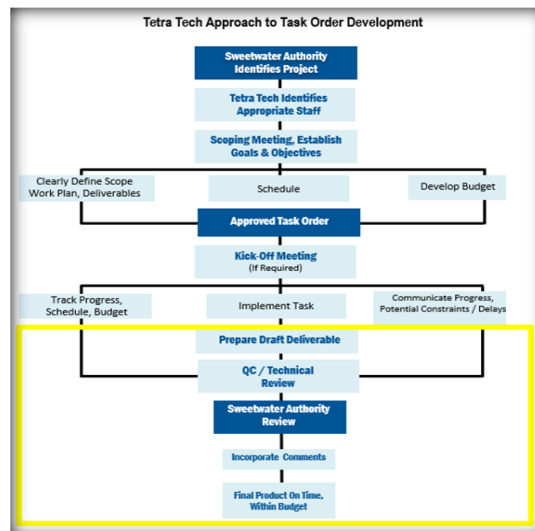 Tetra Tech Approach to Task Order Development
Sweetwater Authority
Identifies Project
Tetra Tech Identifies
Appropriate Staff
Scoping Meeting, Establish
Goals & Objectives
Clearly Define Scope
Work Plan, Deliverables
Schedule
Develop Budget
Approved Task Order
Kick-Off Meeting
(If Required)
Track Progress,
Schedule, Budget
Implement Task
Communicate Progress,
Potential Constraints / Delays
Prepare Draft Deliverable
QC / Technical
Review
Sweetwater Authority
Review
Incorporate Comments
Final Product On Time,
Within Budget